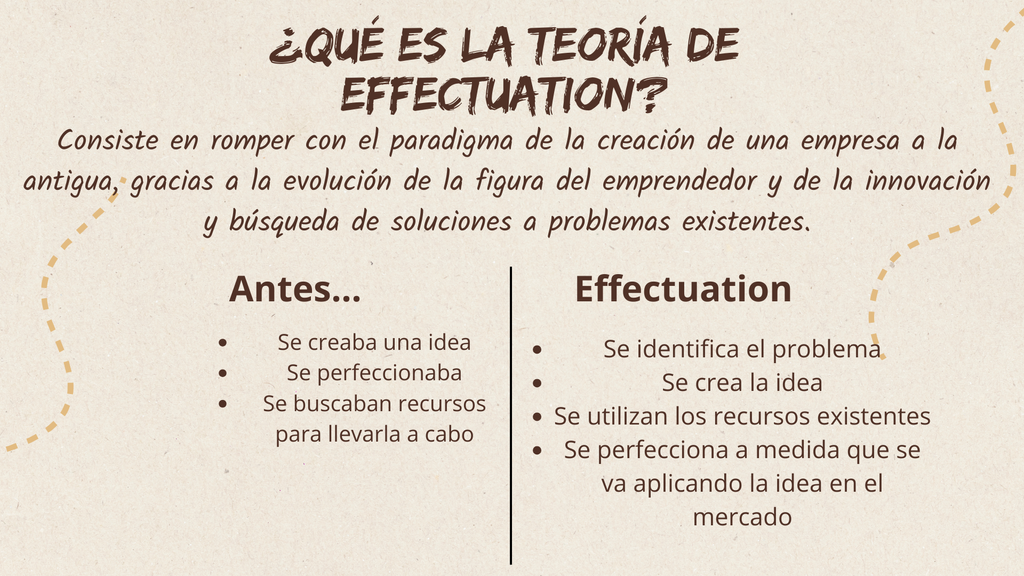 ¿QUÉ ES LA TEORÍA DE
EFFECTUATION?
Consiste en romper con el paradigma de la creación de una empresa a la
antigua, gracias a la evolución de la figura del emprendedor y de la innovación
y búsqueda de soluciones a problemas existentes.
Antes...
• Se creaba una idea
• Se perfeccionaba
• Se buscaban recursos
para llevarla a cabo
Effectuation
• Se identifica el problema
• Se crea la idea
• Se utilizan los recursos existentes
• Se perfecciona a medida que se
va aplicando la idea en el
mercado